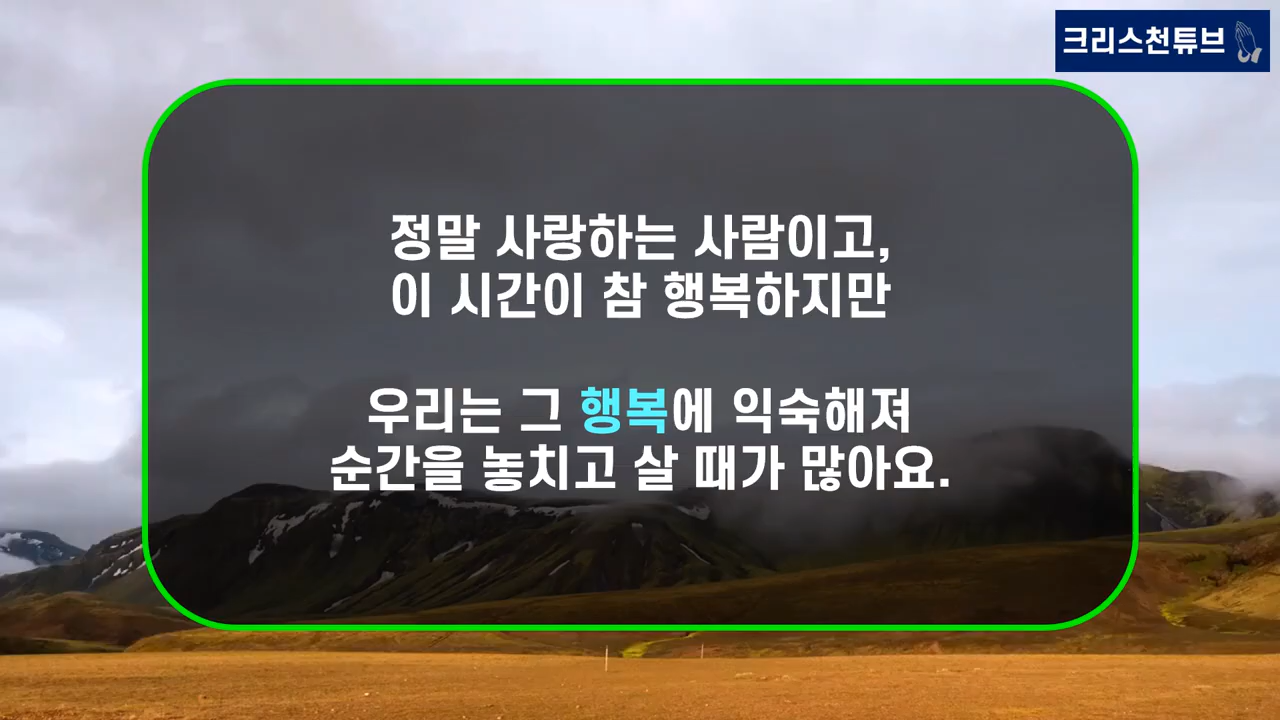 크리스천튜브
정말 사랑하는 사람이고,
이 시간이 참 행복하지만
우리는 그 행복에 익숙해져
순간을 놓치고 살 때가 많아요.